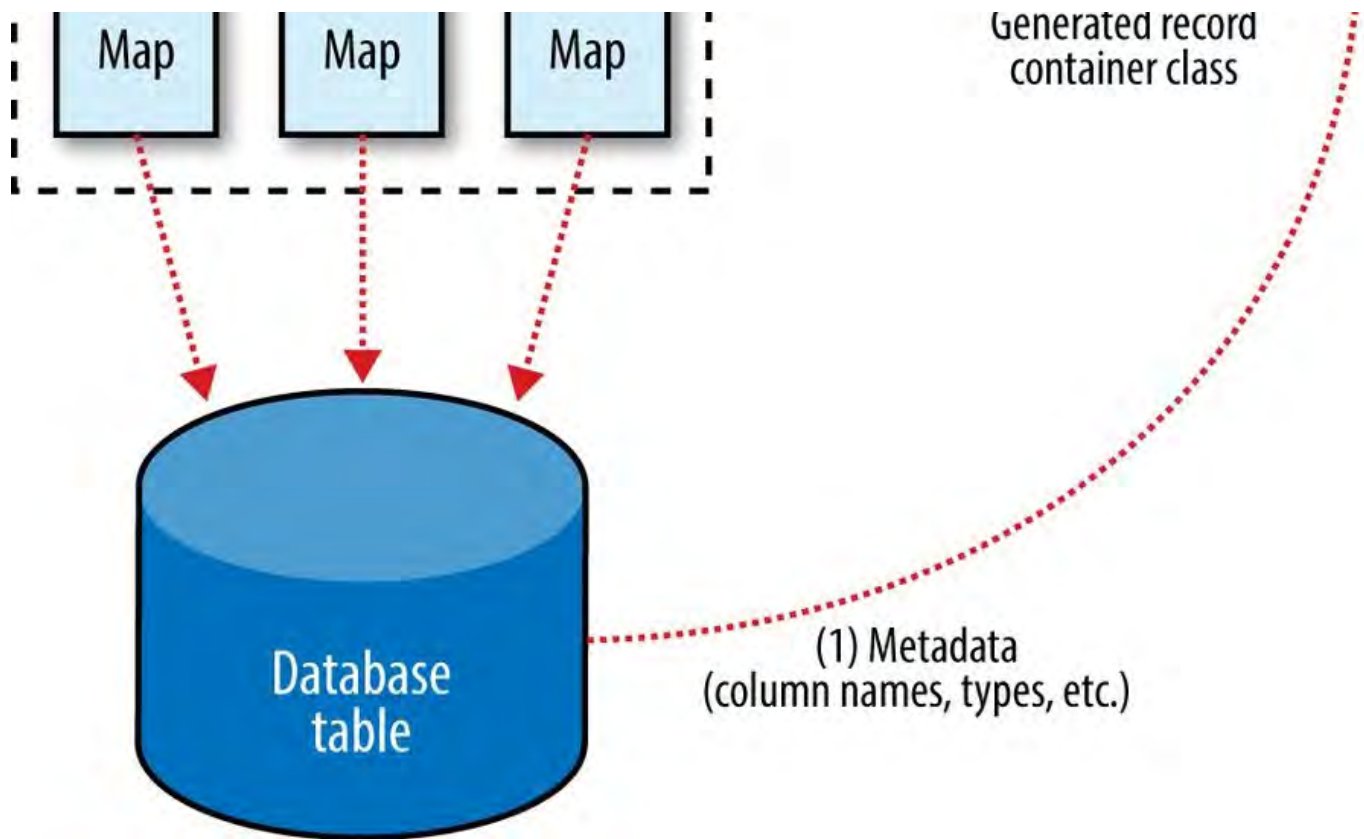 Map
Map
Map
Generated record
container class
(1) Metadata
(column names, types, etc.)
Database
table